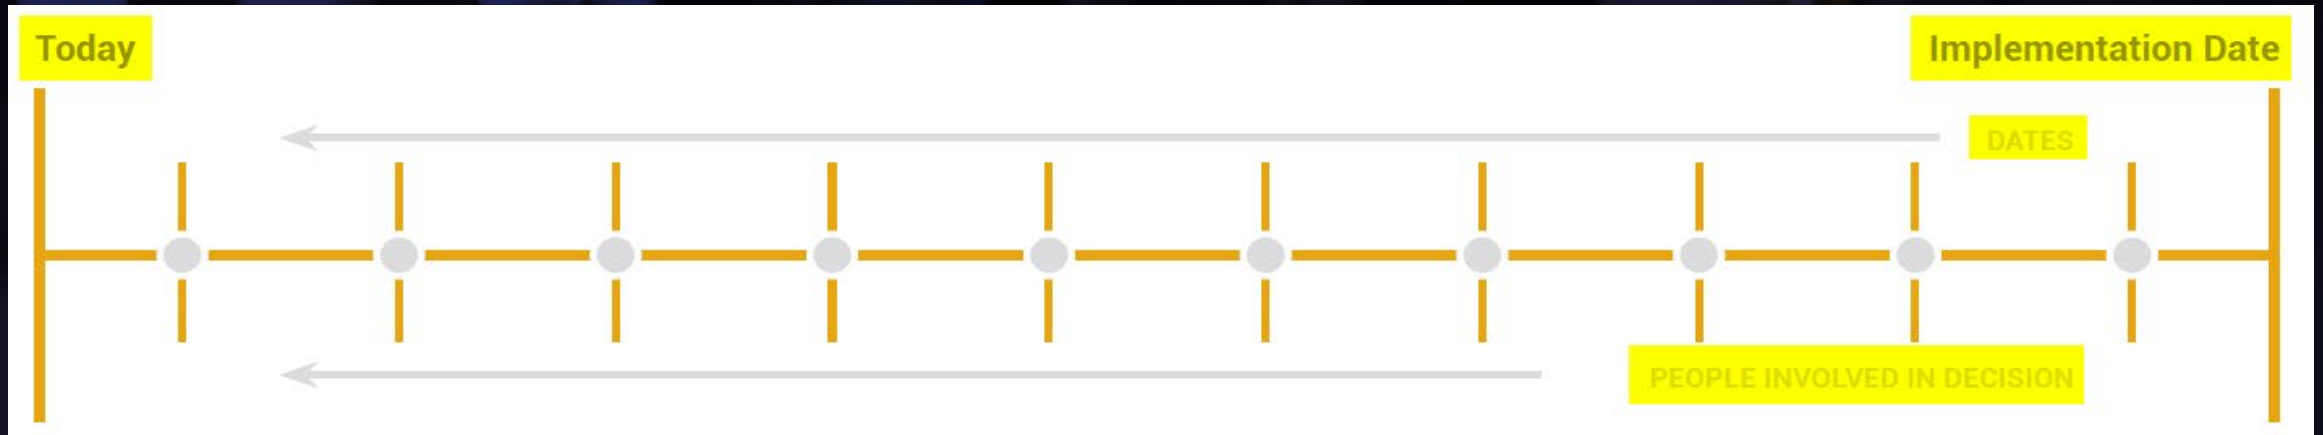 Today
Implementation Date
DATES
PEOPLE INVOLVED IN DECISION